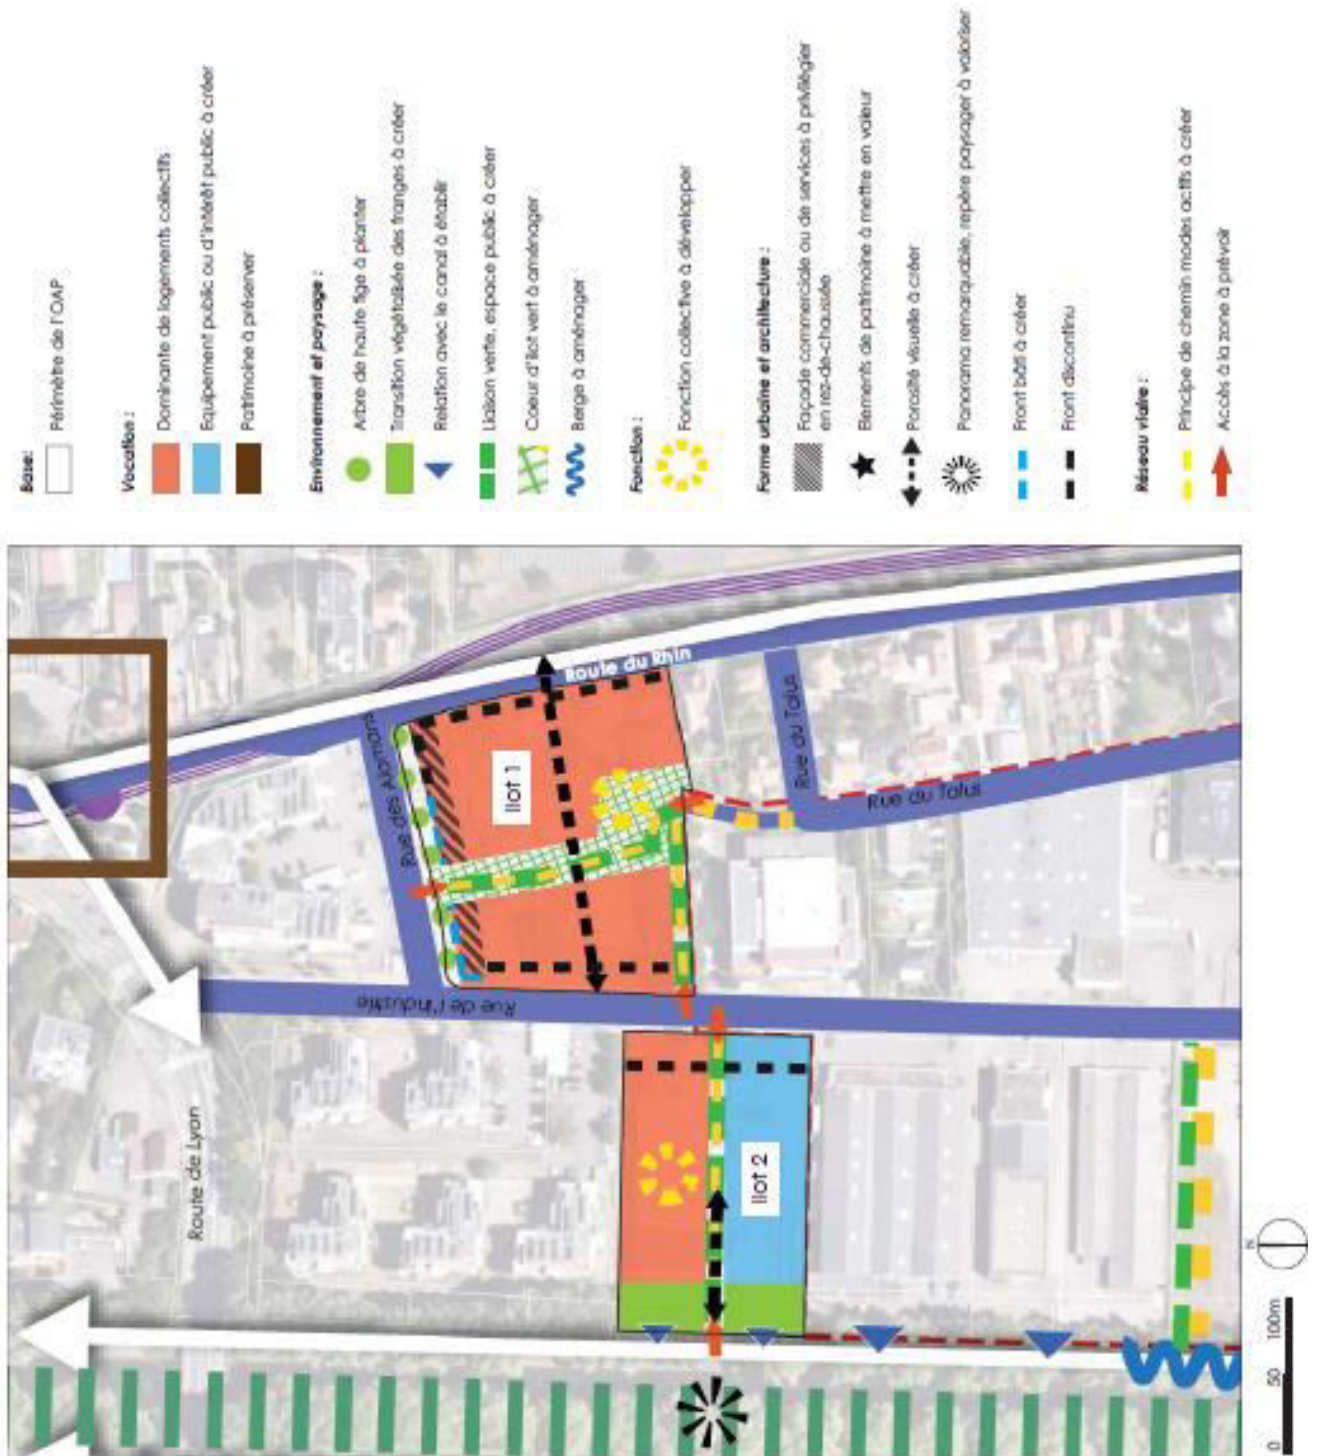 Base:
Périmètre de l'OAP
Vocation :
Dominante de logements collectifs
Equipement public ou d'intérêt public à créer
Patrimoine à préserver
Environnement et paysage :
Arbre de haute tige à planter
Transition végétalisée des franges à créer
Relation avec le canal à établir
Liaison verte, espace public à créer
Coeur d'ilot vert à aménager
Berge à aménager
Fonction :
Fonction collective à développer
Forme urbaine et architecture :
Façade commerciale ou de services à privilégier
en rez-de-chaussée
Elements de patrimoine à mettre en valeur
Porosité visuelle à créer
Panorama remarquable, repère paysager à valoriser
Front bâti à créer
Front discontinu
Réseau viaire :
Principe de chemin modes actifs à créer
Accès à la zone à prévoir
Route de Lyon
Rue de l'Industrie
Rue des Alamans
Route du Rhin
Ilot 1
Rue du Talus
Rue du Talus
Ilot 2
N
0 50 100m